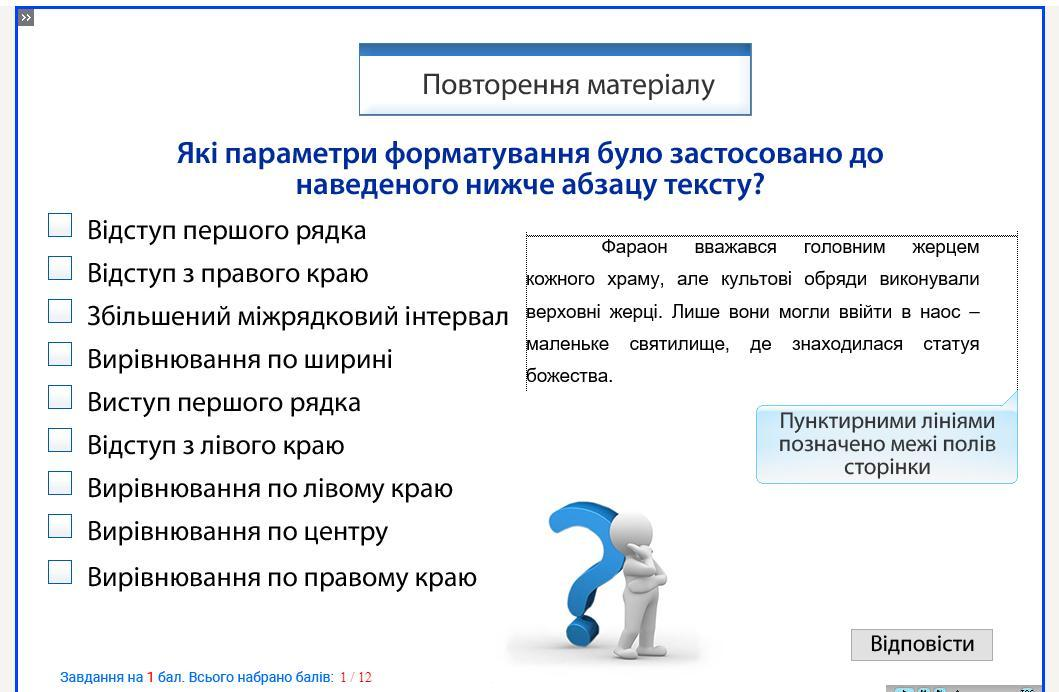 Повторення матеріалу
Які параметри форматування було застосовано до
наведеного нижче абзацу тексту?
Відступ першого рядка
Відступ з правого краю
Збільшений міжрядковий інтервал
Вирівнювання по ширині
Виступ першого рядка
Відступ з лівого краю
Вирівнювання по лівому краю
Вирівнювання по центру
Вирівнювання по правому краю
Фараон вважався головним жерцем
кожного храму, але культові обряди виконували
верховні жерці. Лише вони могли ввійти в наос –
маленьке святилище, де знаходилася статуя
божества.
Пунктирними лініями
позначено межі полів
сторінки
Відповісти
Завдання на 1 бал. Всього набрано балів: 1 / 12